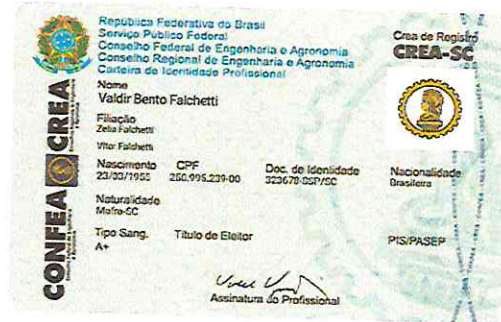 República Federativa do Brasil
Serviço Público Federal
Conselho Federal de Engenharia e Agronomia
Conselho Regional de Engenharia e Agronomia
Carteira de Identidade Profissional
Crea de Registro
CREA-SC
CONFEA CREA
Nome
Valdir Bento Falchetti
Filiação
Zelia Falchetti
Vitor Falchetti
Nascimento CPF Doc. de Identidade Nacionalidade
23/03/1955 250.995.239-00 323678-SSP/SC Brasileira
Naturalidade
Mafra-SC
Tipo Sang. Título de Eleitor PIS/PASEP
A+
Assinatura do Profissional